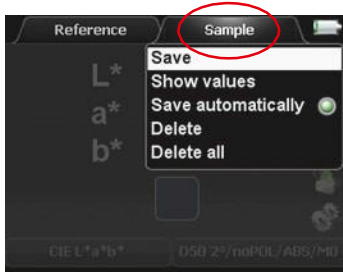 Reference Sample
Save
L* Show values
a* Save automatically
Delete
b* Delete all
CIE L*a*b* D50 2°/noPOL/ABS/M0